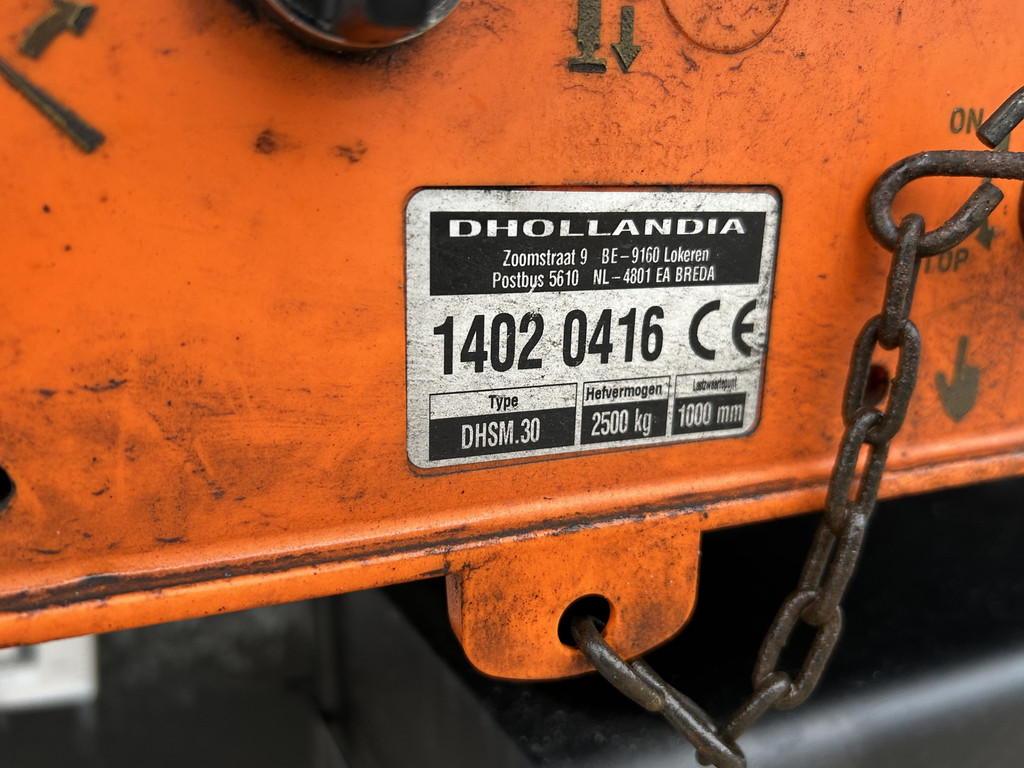 ON
DHOLLANDIA
Zoomstraat 9 BE-9160 Lokeren
Postbus 5610 NL-4801 EA BREDA
1402 0416 CE
Type Hefvermogen Lastzwaartepunt
DHSM.30 2500 kg 1000 mm
TOP